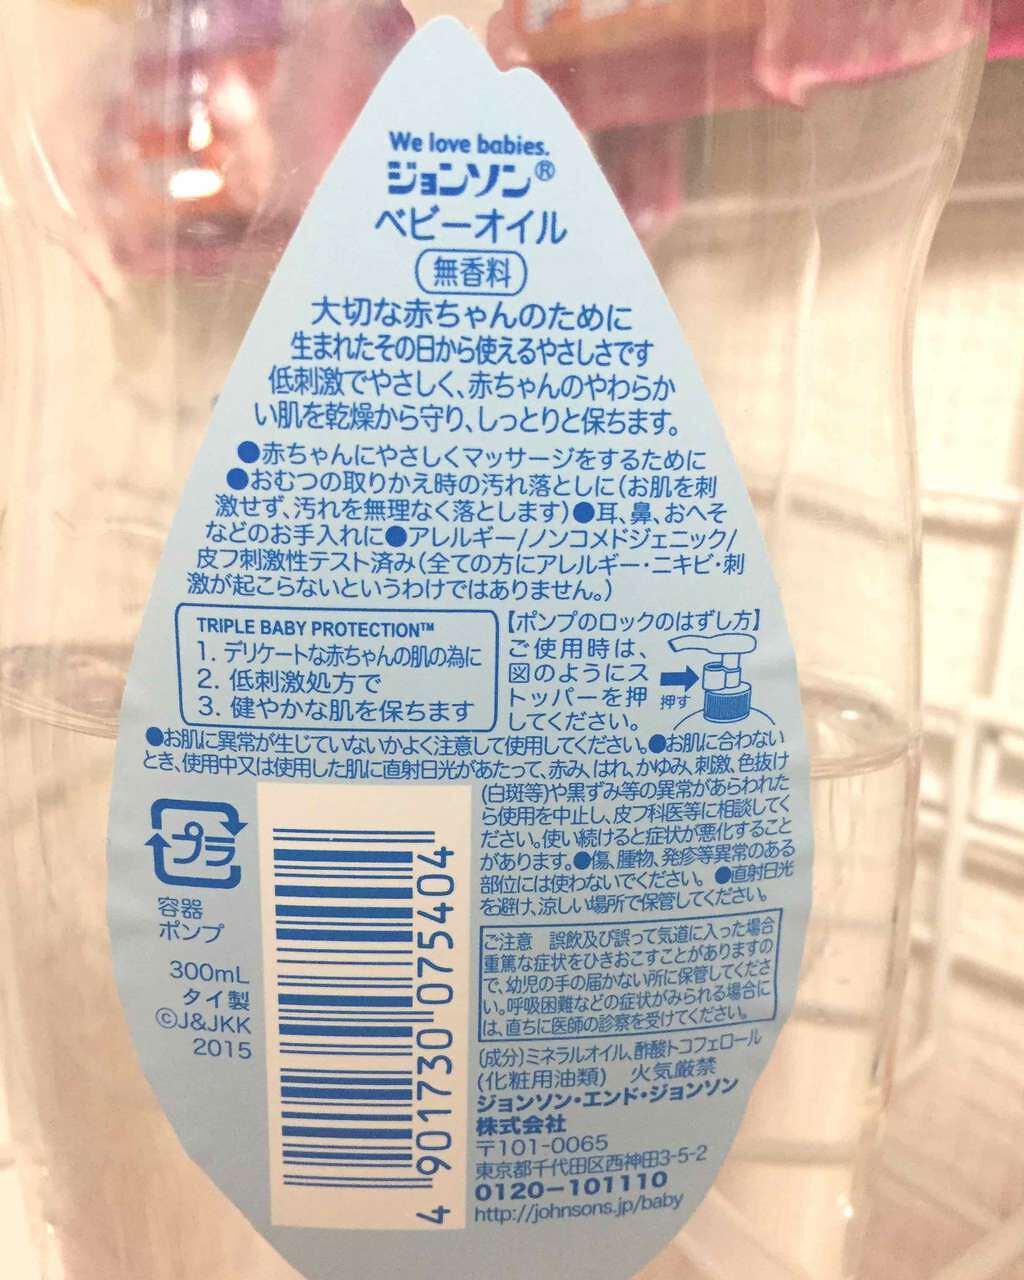 We love babies.
ジョンソン®
ベビーオイル
無香料
大切な赤ちゃんのために
生まれたその日から使えるやさしさです
低刺激でやさしく、赤ちゃんのやわらか
い肌を乾燥から守り、しっとりと保ちます。
●赤ちゃんにやさしくマッサージをするために
●おむつの取りかえ時の汚れ落としに(お肌を刺
激せず、汚れを無理なく落とします)●耳、鼻、おへそ
などのお手入れに●アレルギー/ノンコメドジェニック/
皮フ刺激性テスト済み(全ての方にアレルギー・ニキビ・刺
激が起こらないというわけではありません。)
TRIPLE BABY PROTECTION™
1. デリケートな赤ちゃんの肌の為に
2. 低刺激処方で
3. 健やかな肌を保ちます
【ポンプのロックのはずし方】
ご使用時は、
図のようにス
トッパーを押
してください。
押す
●お肌に異常が生じていないかよく注意して使用してください。●お肌に合わない
とき、使用中又は使用した肌に直射日光があたって、赤み、はれ、かゆみ、刺激、色抜け
(白斑等)や黒ずみ等の異常があらわれた
ら使用を中止し、皮フ科医等に相談してく
ださい。使い続けると症状が悪化すること
があります。●傷、腫物、発疹等異常のある
部位には使わないでください。●直射日光
を避け、涼しい場所で保管してください。
プラ
容器
ポンプ
300mL
タイ製
©J&JKK
2015
4 901730 075404
ご注意 誤飲及び誤って気道に入った場合
重篤な症状をひきおこすことがありますの
で、幼児の手の届かない所に保管してくださ
い。呼吸困難などの症状がみられる場合に
は、直ちに医師の診察を受けてください。
(成分)ミネラルオイル、酢酸トコフェロール
(化粧用油類) 火気厳禁
ジョンソン・エンド・ジョンソン
株式会社
〒101-0065
東京都千代田区西神田3-5-2
0120-101110
http://johnsons.jp/baby